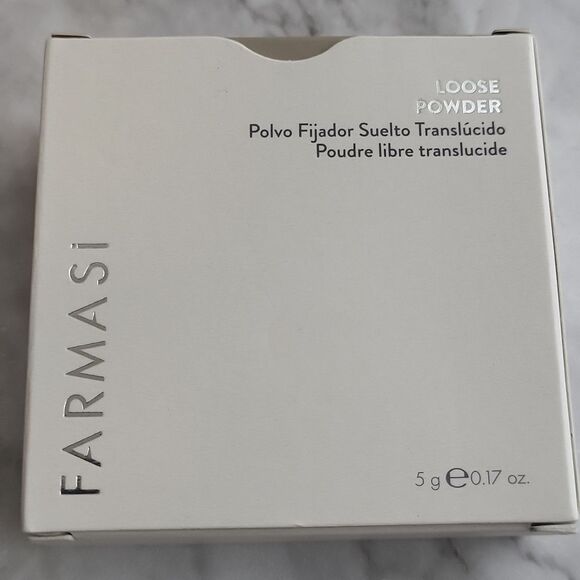 LOOSE
POWDER
Polvo Fijador Suelto Translúcido
Poudre libre translucide
FARMASi
5 g ℮0.17 oz.